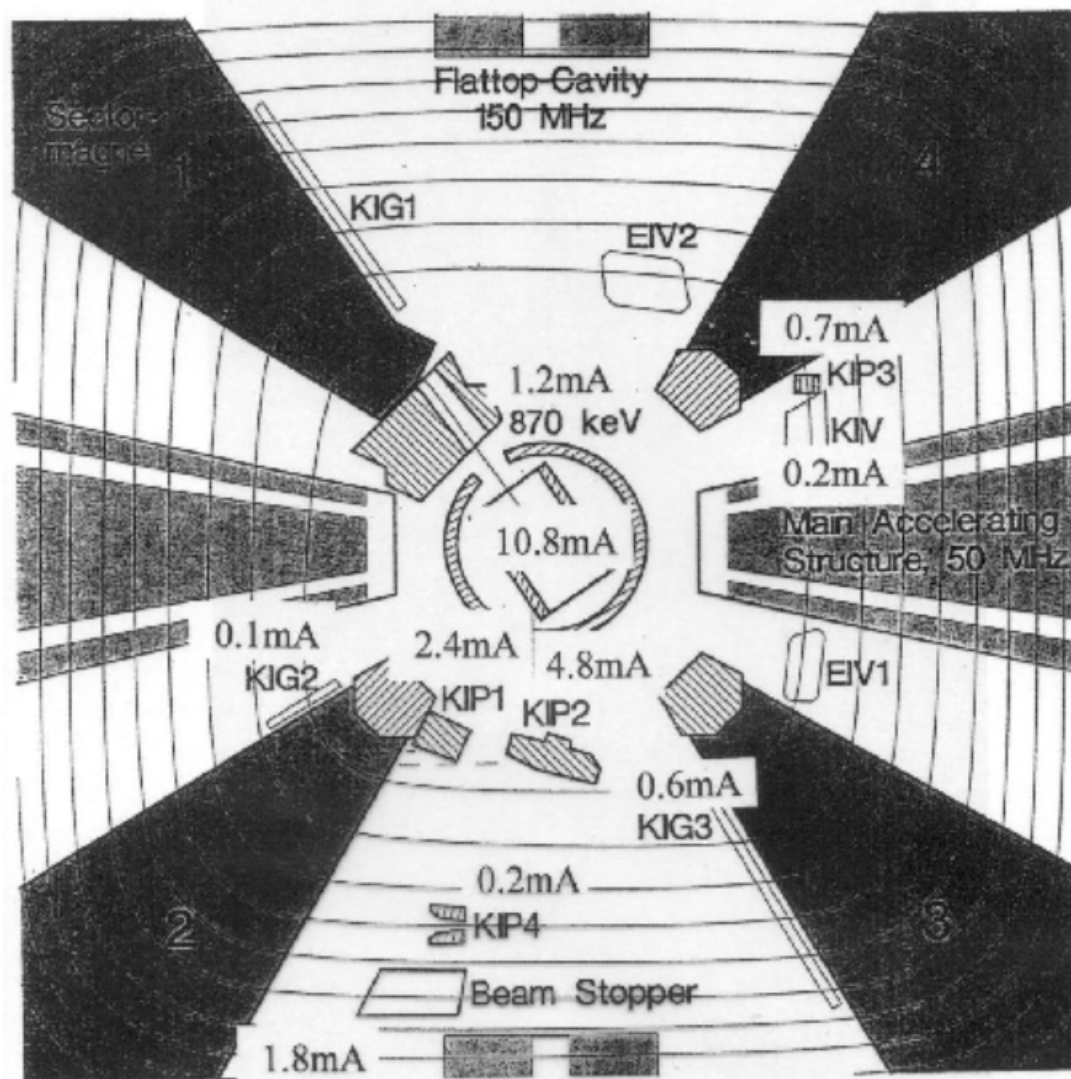 Flattop-Cavity
150 MHz
Sector
magne
1
4
KIG1
EIV2
0.7mA
KIP3
1.2mA
870 keV
KIV
0.2mA
10.8mA
Main Accelerating
Structure, 50 MHz
0.1mA
KIG2
2.4mA
4.8mA
EIV1
KIP1
KIP2
0.6mA
KIG3
0.2mA
KIP4
2
3
Beam Stopper
1.8mA